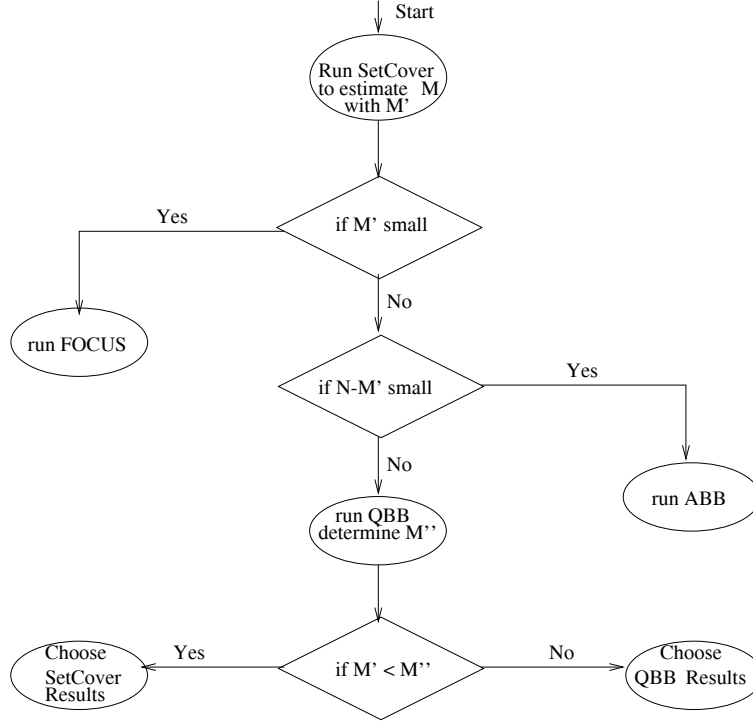 Start
Run SetCover
to estimate M
with M'
if M' small
Yes
No
run FOCUS
if N-M' small
Yes
No
run ABB
run QBB
determine M''
if M' < M''
Yes
No
Choose
SetCover
Results
Choose
QBB Results